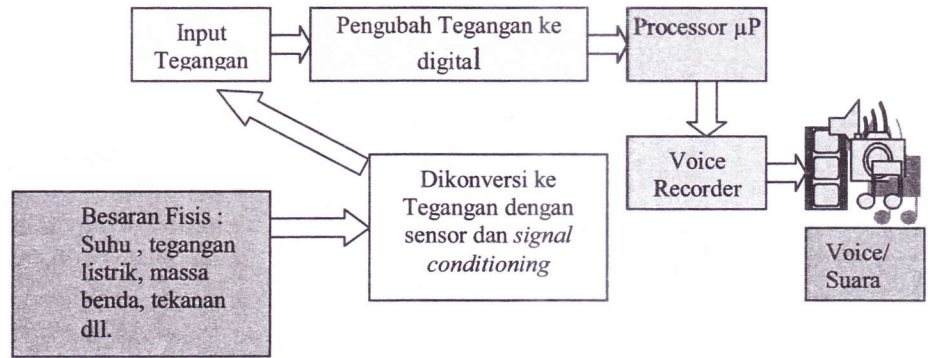 Input
Tegangan
Pengubah Tegangan ke
digital
Processor µP
Voice
Recorder
Dikonversi ke
Tegangan dengan
sensor dan signal
conditioning
Besaran Fisis :
Suhu , tegangan
listrik, massa
benda, tekanan
dll.
Voice/
Suara